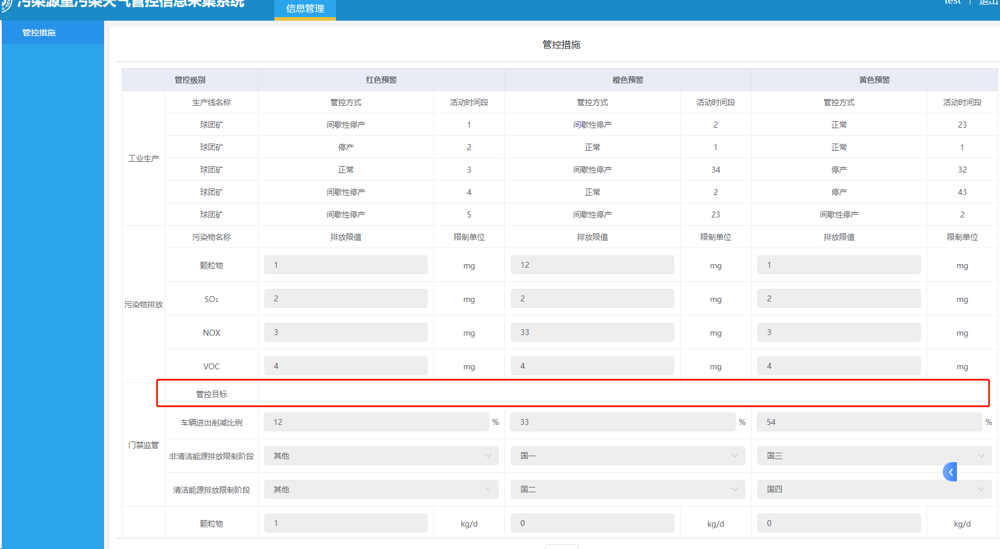 污染源重污染天气管控信息采集系统
信息管理
test | 退出
管控措施
管控措施
管控级别 红色预警 橙色预警 黄色预警
生产线名称 管控方式 活动时间段 管控方式 活动时间段 管控方式 活动时间段
球团矿 间歇性停产 1 间歇性停产 2 正常 23
球团矿 停产 2 正常 1 正常 1
工业生产
球团矿 正常 3 间歇性停产 34 停产 32
球团矿 间歇性停产 4 正常 2 停产 43
球团矿 间歇性停产 5 间歇性停产 23 间歇性停产 2
污染物名称 排放限值 限制单位 排放限值 限制单位 排放限值 限制单位
颗粒物 1 mg 12 mg 1 mg
SO₂ 2 mg 2 mg 2 mg
污染物排放
NOX 3 mg 33 mg 3 mg
VOC 4 mg 4 mg 4 mg
管控目标
车辆进出削减比例 12 % 33 % 54 %
门禁监管
非清洁能源排放限制阶段 其他 国一 国三
清洁能源排放限制阶段 其他 国二 国四
颗粒物 1 kg/d 0 kg/d 0 kg/d